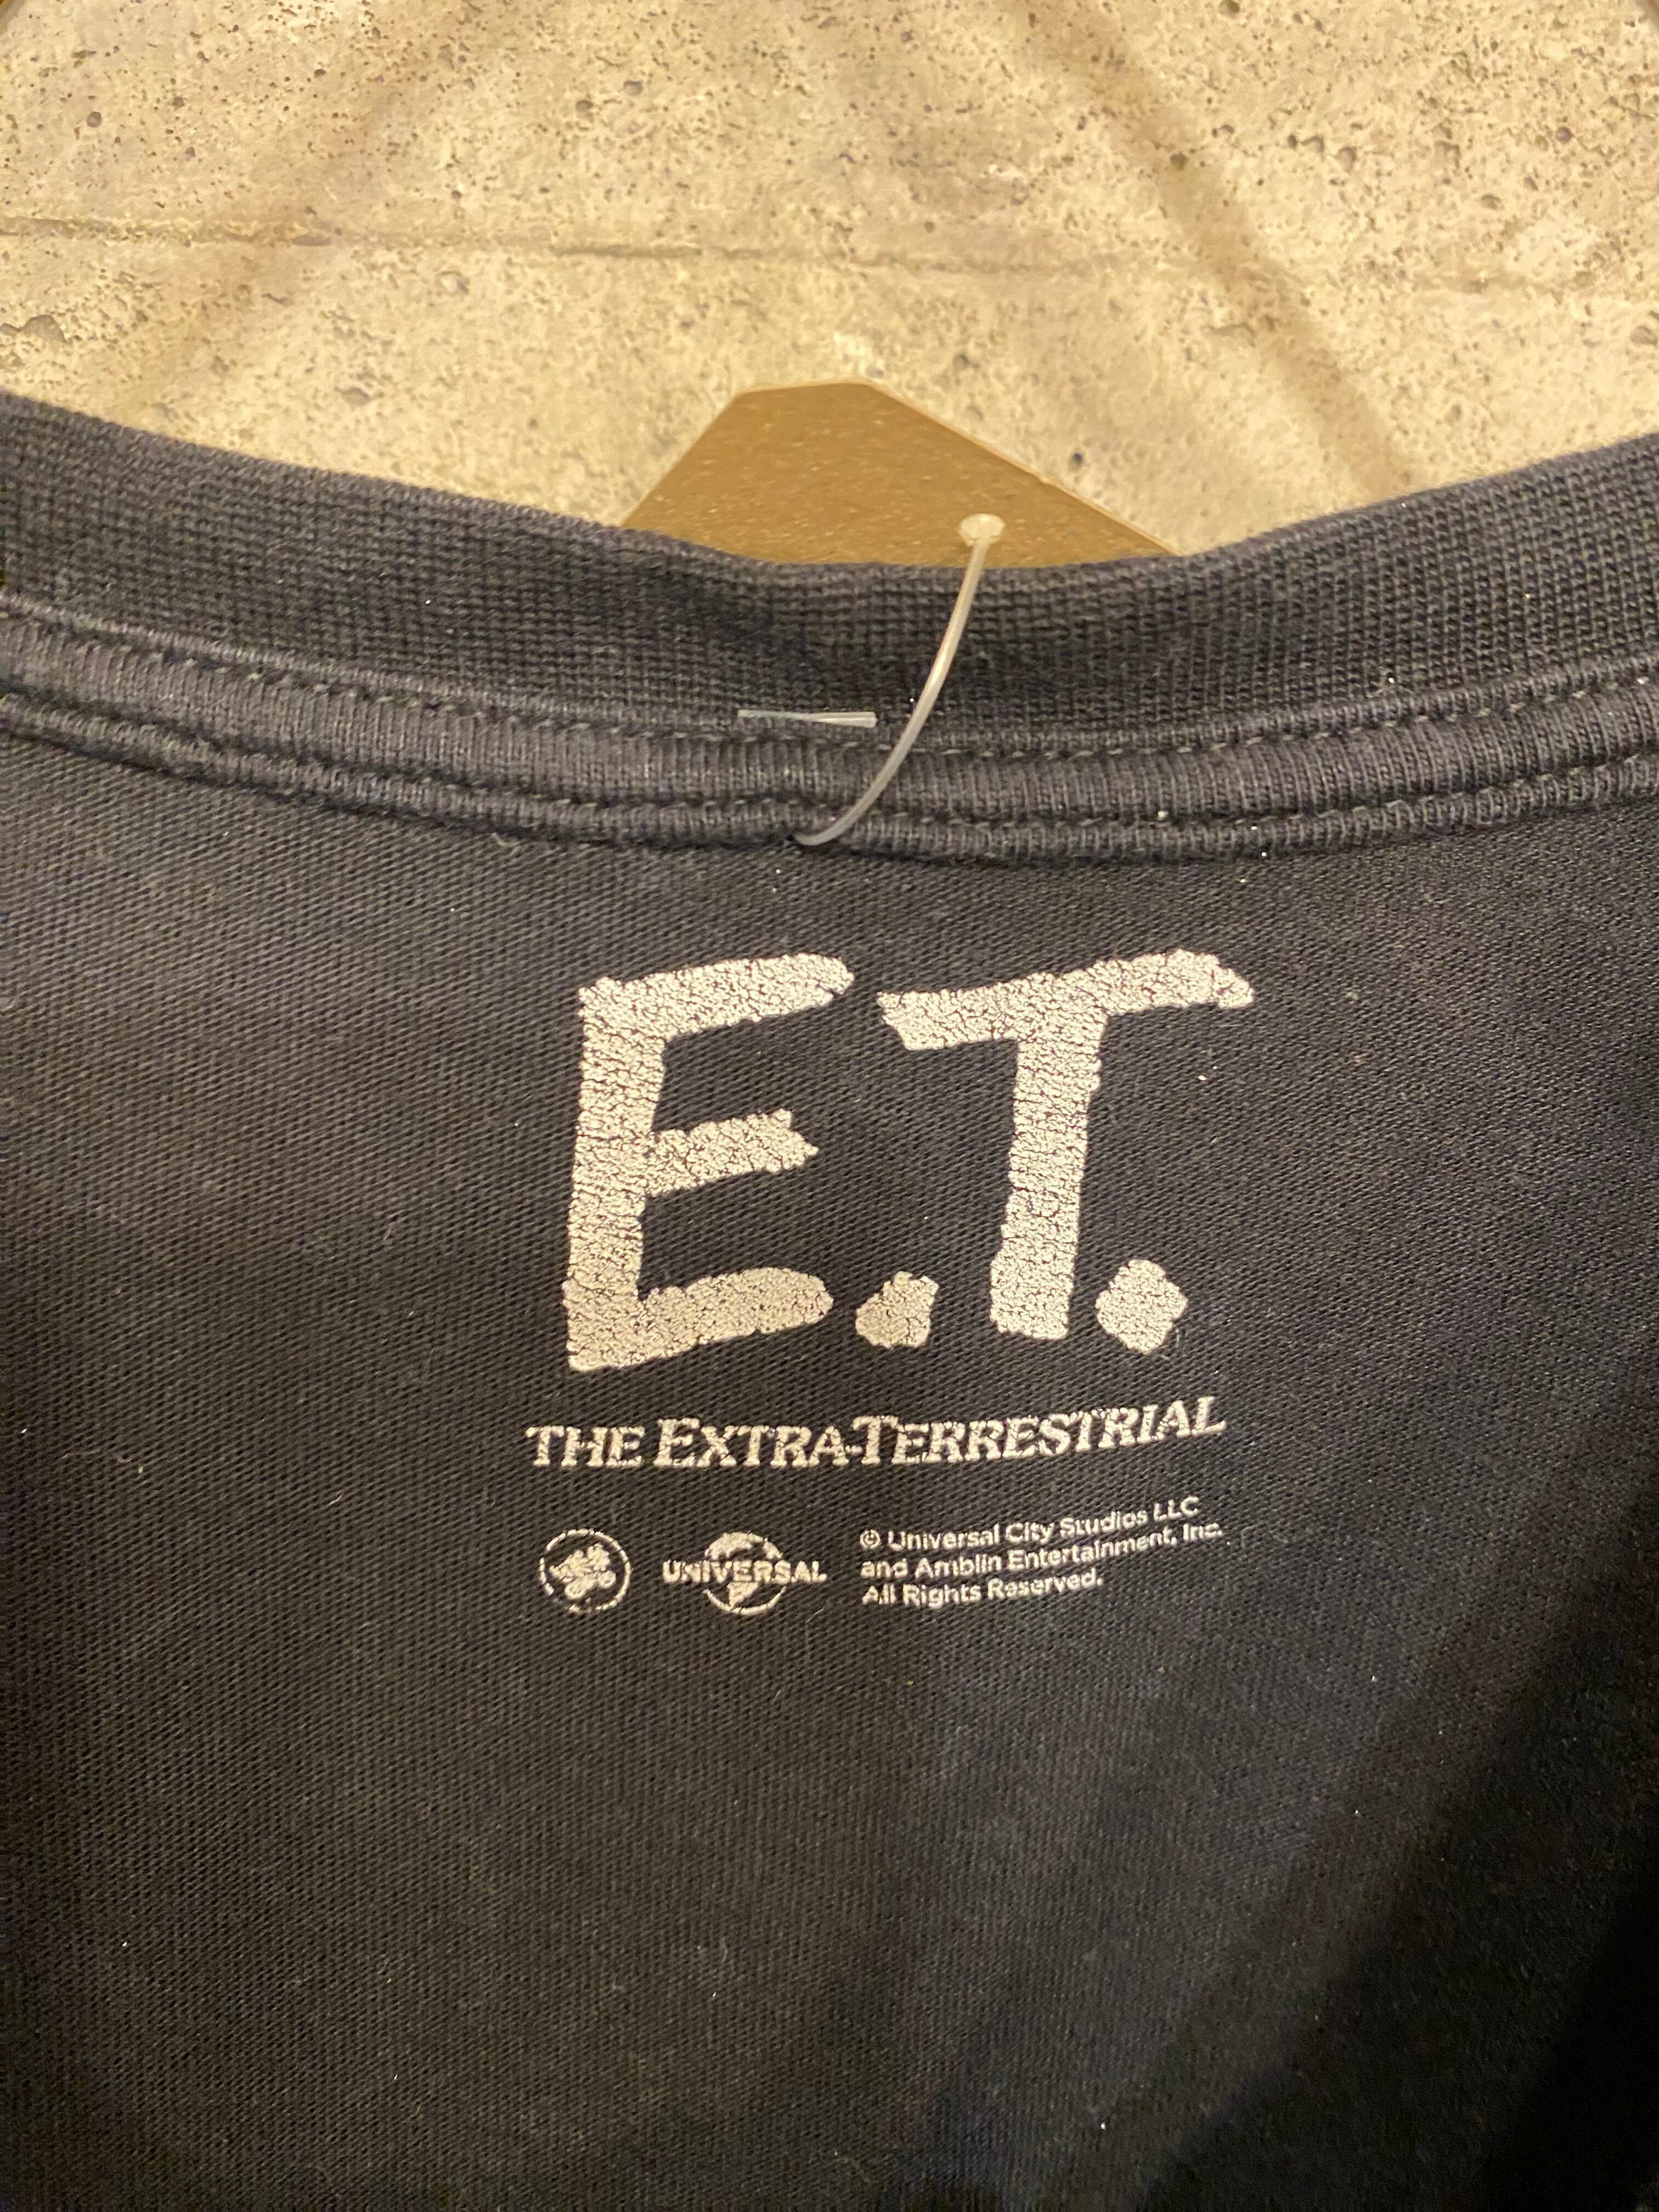 E.T.
THE EXTRA-TERRESTRIAL
UNIVERSAL
© Universal City Studios LLC
and Amblin Entertainment, Inc.
All Rights Reserved.